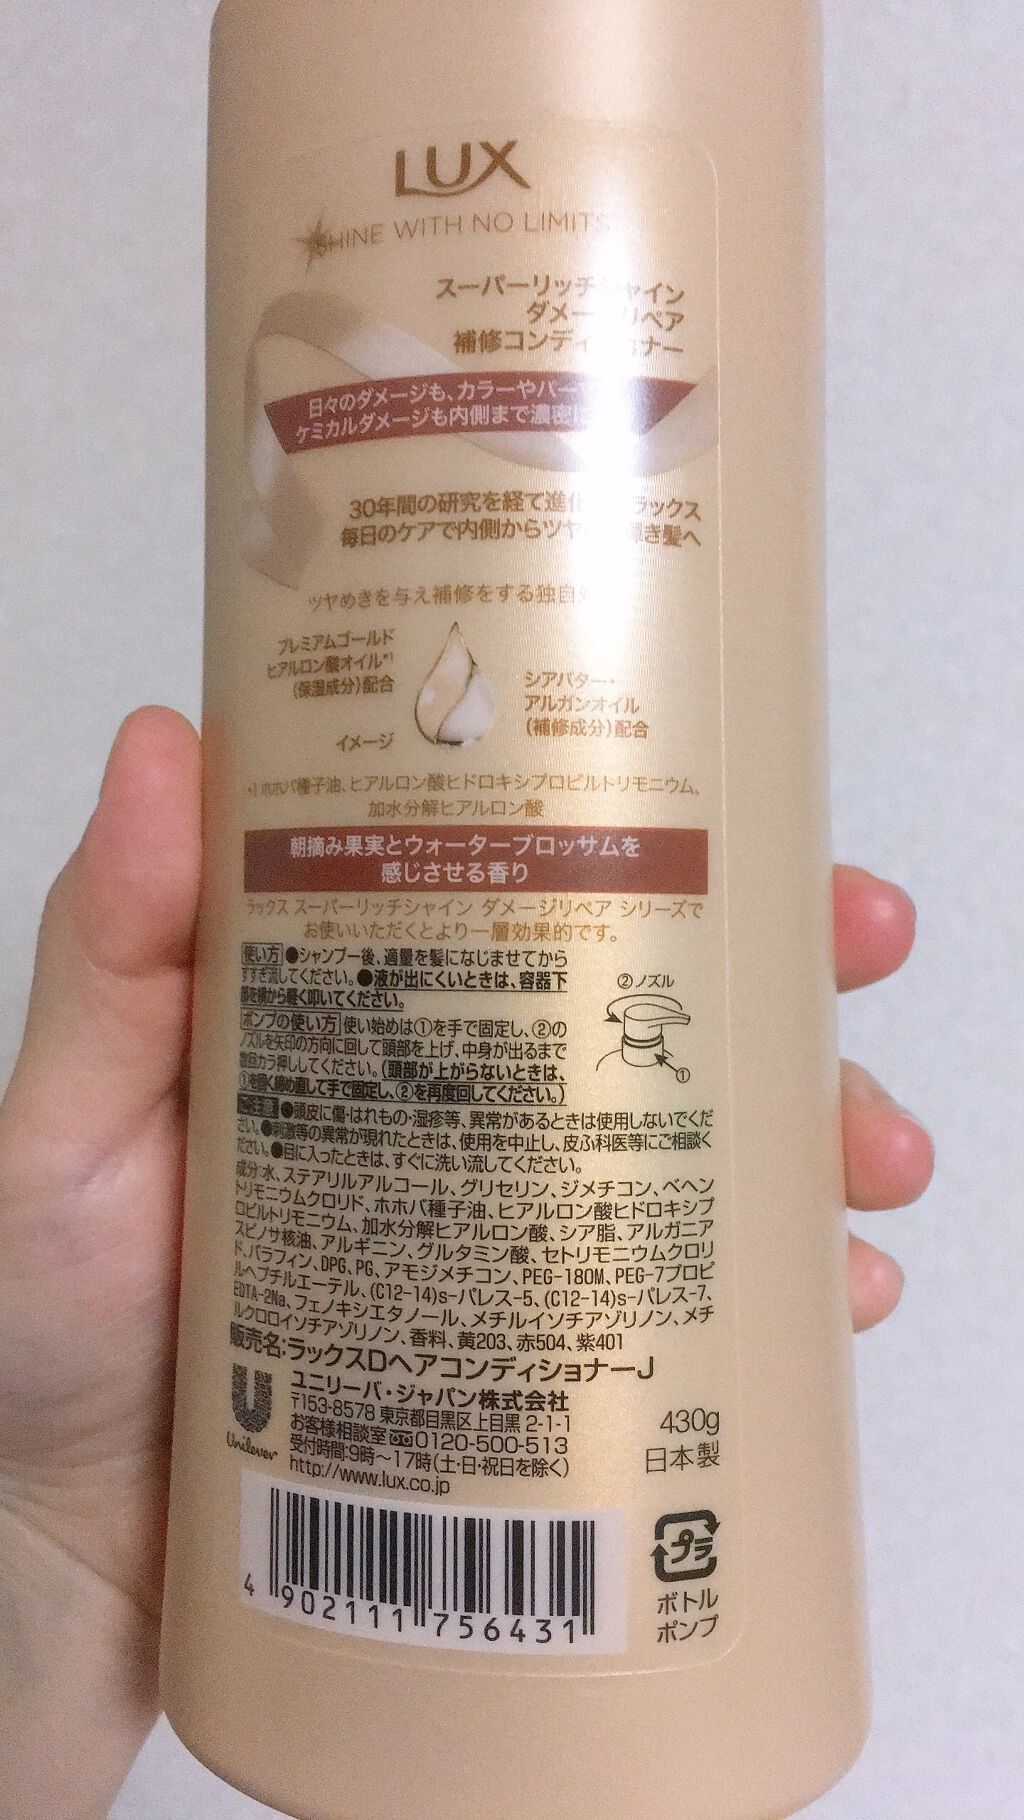 LUX
SHINE WITH NO LIMITS
スーパーリッチシャイン
ダメージリペア
補修コンディショナー
日々のダメージも、カラーやパー
ケミカルダメージも内側まで濃密
30年間の研究を経て進 ラックス
毎日のケアで内側からツヤ 輝き髪へ
ツヤめきを与え補修をする独自
プレミアムゴールド
ヒアルロン酸オイル*1
(保湿成分)配合
シアバター・
アルガンオイル
(補修成分)配合
イメージ
*1 ホホバ種子油、ヒアルロン酸ヒドロキシプロピルトリモニウム、
加水分解ヒアルロン酸
朝摘み果実とウォーターブロッサムを
感じさせる香り
ラックス スーパーリッチシャイン ダメージリペア シリーズで
お使いいただくとより一層効果的です。
使い方 ●シャンプー後、適量を髪になじませてから
すすぎ流してください。●液が出にくいときは、容器下
部を横から軽く叩いてください。
ポンプの使い方 使い始めは①を手で固定し、②の
ノズルを矢印の方向に回して頭部を上げ、中身が出るまで
数回カラ押ししてください。(頭部が上がらないときは、
①を固く締め直して手で固定し、②を再度回してください。)
②ノズル
①
ご注意 ●頭皮に傷・はれもの・湿疹等、異常があるときは使用しないでくだ
さい。●刺激等の異常が現れたときは、使用を中止し、皮ふ科医等にご相談く
ださい。●目に入ったときは、すぐに洗い流してください。
成分:水、ステアリルアルコール、グリセリン、ジメチコン、ベヘン
トリモニウムクロリド、ホホバ種子油、ヒアルロン酸ヒドロキシプ
ロピルトリモニウム、加水分解ヒアルロン酸、シア脂、アルガニア
スピノサ核油、アルギニン、グルタミン酸、セトリモニウムクロリ
ド、パラフィン、DPG、PG、アモジメチコン、PEG-180M、PEG-7プロピ
ルヘプチルエーテル、(C12-14)s-パレス-5、(C12-14)s-パレス-7、
EDTA-2Na、フェノキシエタノール、メチルイソチアゾリノン、メチ
ルクロロイソチアゾリノン、香料、黄203、赤504、紫401
販売名:ラックスDヘアコンディショナーJ
Unilever
ユニリーバ・ジャパン株式会社
〒153-8578 東京都目黒区上目黒 2-1-1
お客様相談室 0120-500-513
受付時間:9時〜17時(土・日・祝日を除く)
http://www.lux.co.jp
430g
日本製
4 902111 756431
プラ
ボトル
ポンプ